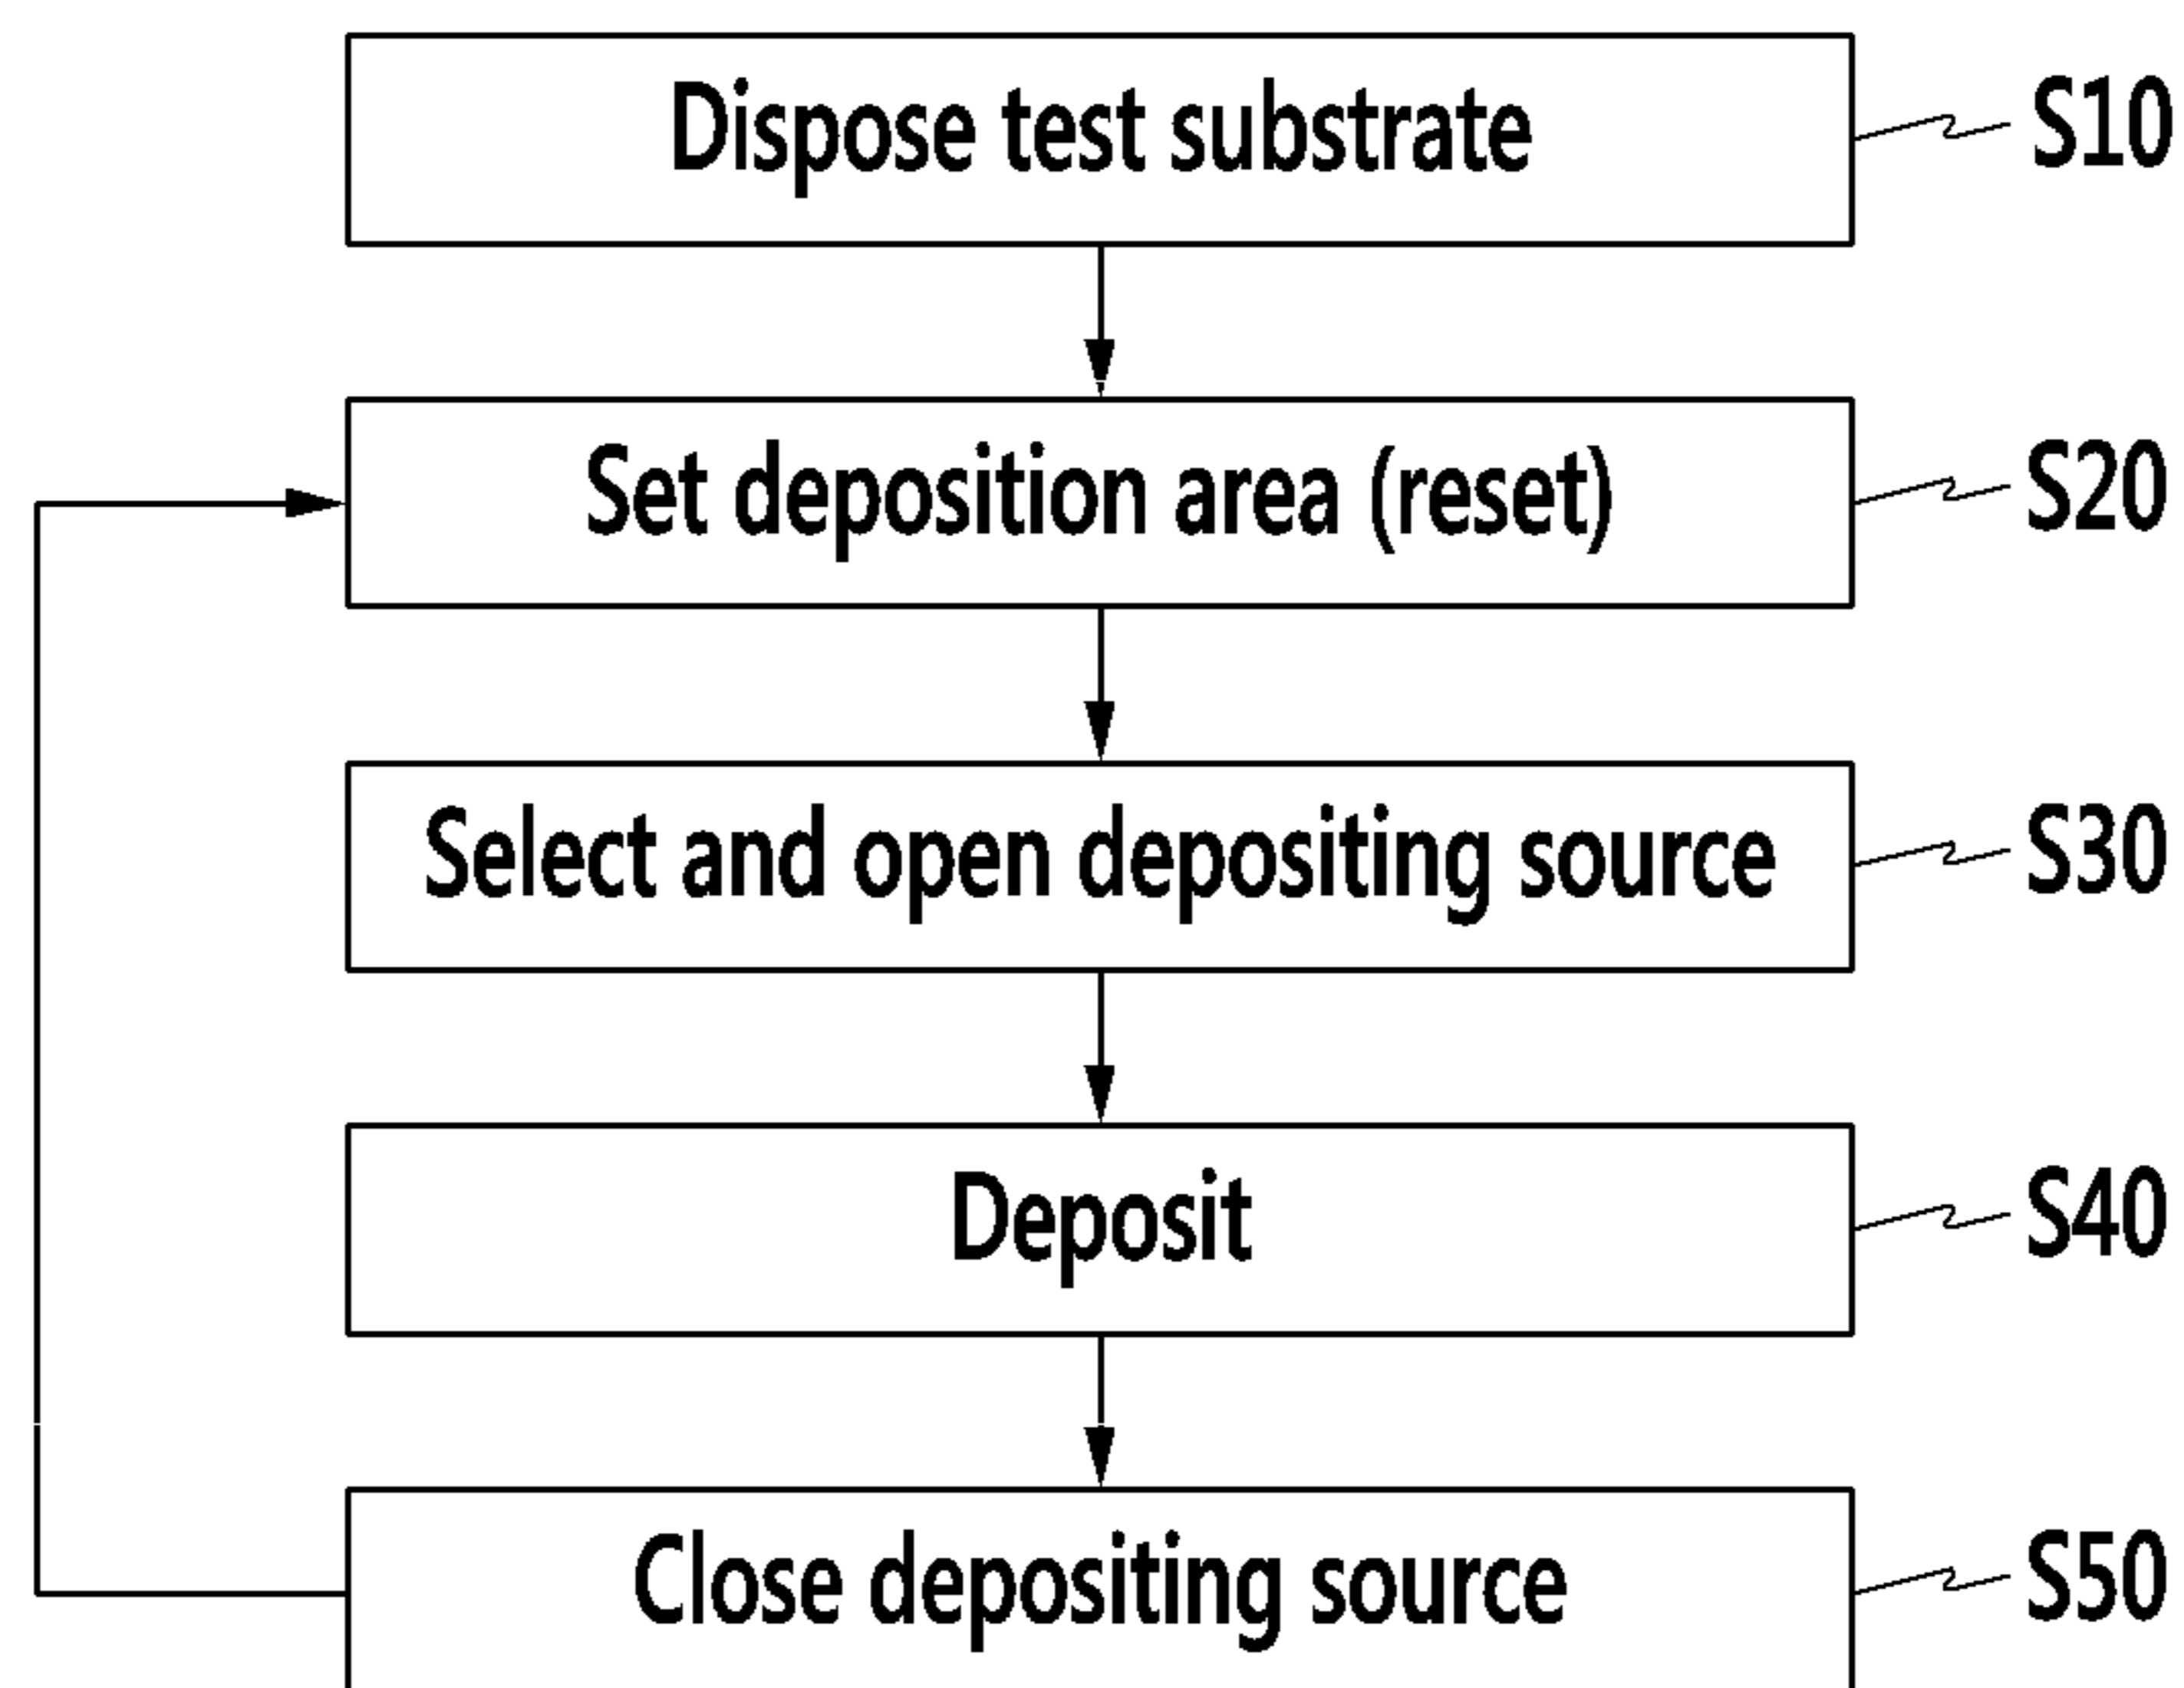 Dispose test substrate
S10
Set deposition area (reset)
S20
Select and open depositing source
S30
Deposit
S40
Close depositing source
S50